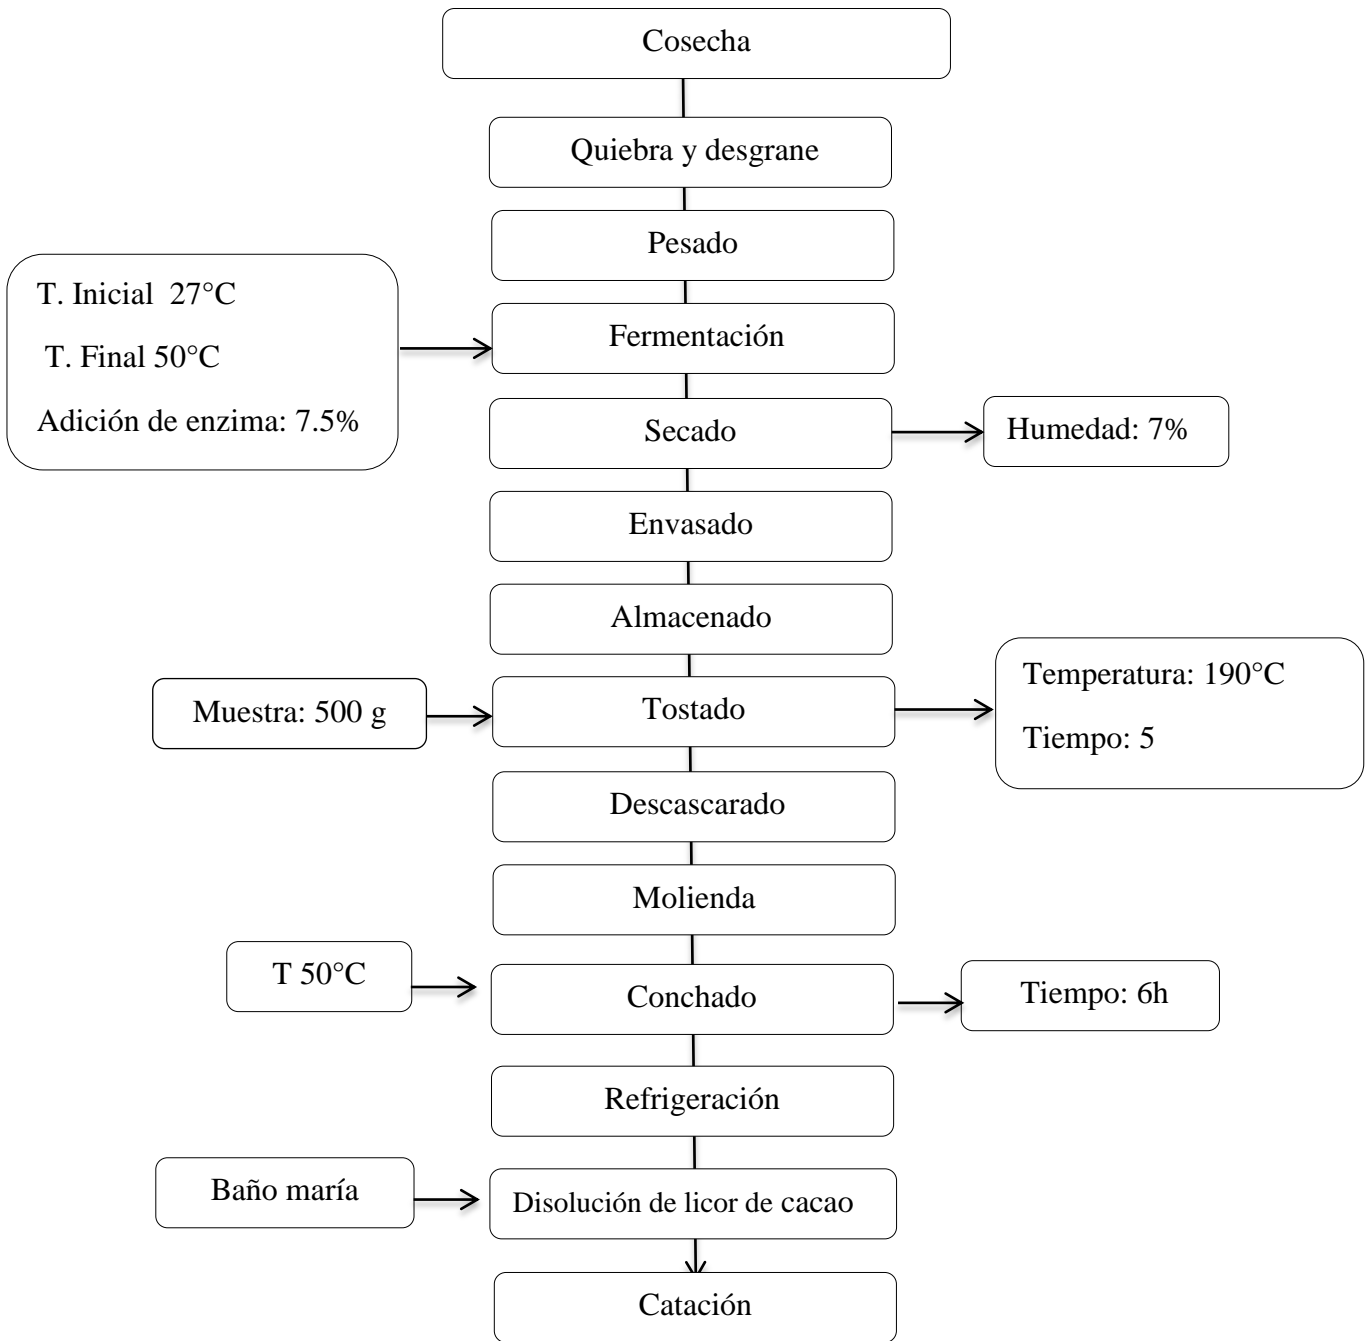 Cosecha
Quiebra y desgrane
Pesado
T. Inicial  27°C
T. Final 50°C
Adición de enzima: 7.5%
Fermentación
Secado
Humedad: 7%
Envasado
Almacenado
Muestra: 500 g
Tostado
Temperatura: 190°C
Tiempo: 5
Descascarado
Molienda
T 50°C
Conchado
Tiempo: 6h
Refrigeración
Baño maría
Disolución de licor de cacao
Catación